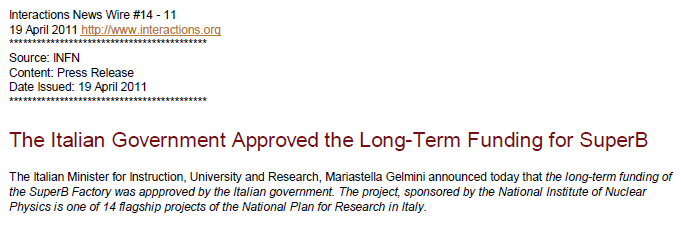 Interactions News Wire #14 - 11
19 April 2011 http://www.interactions.org
*******************************************
Source: INFN
Content: Press Release
Date Issued: 19 April 2011
*******************************************
The Italian Government Approved the Long-Term Funding for SuperB
The Italian Minister for Instruction, University and Research, Mariastella Gelmini announced today that the long-term funding of
the SuperB Factory was appproved by the Italian government. The project, sponsored by the National Institute of Nuclear
Physics is one of 14 flagship projects of the National Plan for Research in Italy.